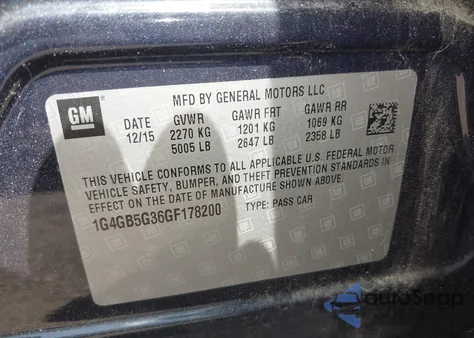 GM
MFD BY GENERAL MOTORS LLC
DATE GVWR GAWR FRT GAWR RR
12/15 2270 KG 1201 KG 1069 KG
5005 LB 2647 LB 2358 LB
THIS VEHICLE CONFORMS TO ALL APPLICABLE U.S. FEDERAL MOTOR
VEHICLE SAFETY, BUMPER, AND THEFT PREVENTION STANDARDS IN
EFFECT ON THE DATE OF MANUFACTURE SHOWN ABOVE.
1G4GB5G36GF178200 TYPE: PASS CAR
autoSnap